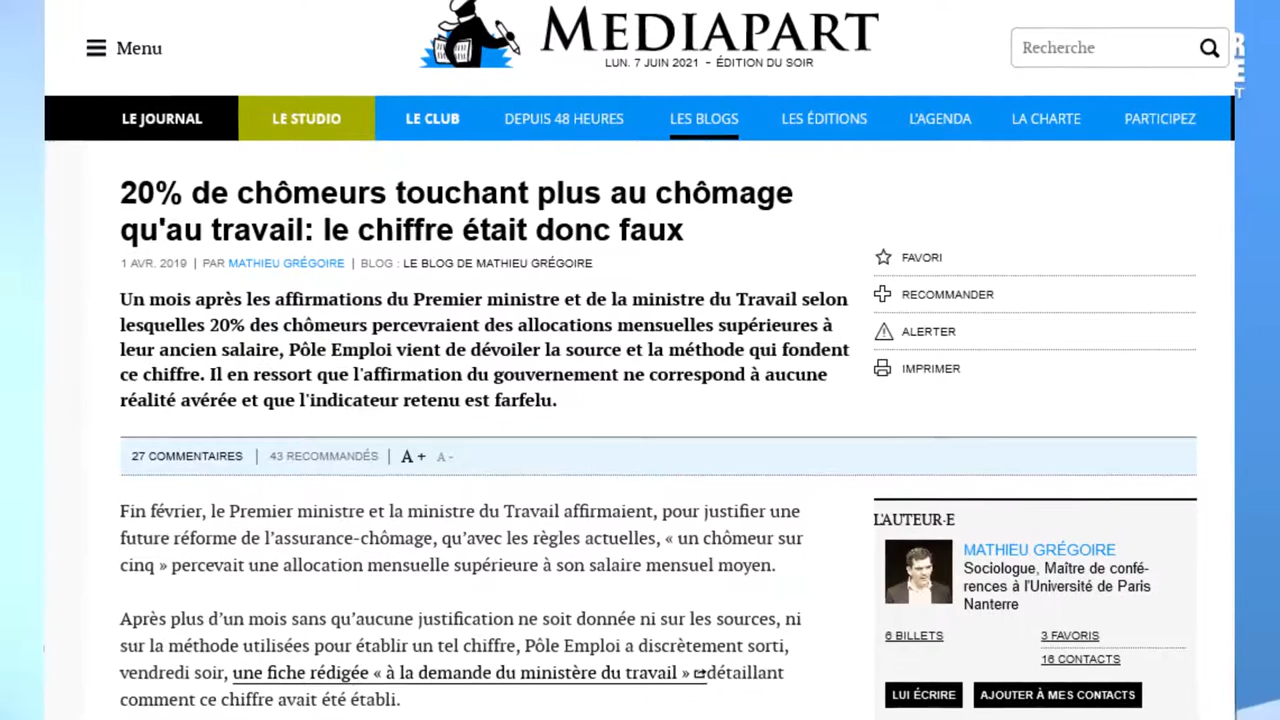 Menu
MEDIAPART
LUN. 7 JUIN 2021 - ÉDITION DU SOIR
Recherche
LE JOURNAL
LE STUDIO
LE CLUB
DEPUIS 48 HEURES
LES BLOGS
LES ÉDITIONS
L'AGENDA
LA CHARTE
PARTICIPEZ
20% de chômeurs touchant plus au chômage
qu'au travail: le chiffre était donc faux
1 AVR. 2019 | PAR MATHIEU GRÉGOIRE | BLOG : LE BLOG DE MATHIEU GRÉGOIRE
Un mois après les affirmations du Premier ministre et de la ministre du Travail selon
lesquelles 20% des chômeurs percevraient des allocations mensuelles supérieures à
leur ancien salaire, Pôle Emploi vient de dévoiler la source et la méthode qui fondent
ce chiffre. Il en ressort que l'affirmation du gouvernement ne correspond à aucune
réalité avérée et que l'indicateur retenu est farfelu.
FAVORI
RECOMMANDER
ALERTER
IMPRIMER
27 COMMENTAIRES | 43 RECOMMANDÉS | A + A -
Fin février, le Premier ministre et la ministre du Travail affirmaient, pour justifier une
future réforme de l'assurance-chômage, qu'avec les règles actuelles, « un chômeur sur
cinq » percevait une allocation mensuelle supérieure à son salaire mensuel moyen.
Après plus d'un mois sans qu'aucune justification ne soit donnée ni sur les sources, ni
sur la méthode utilisées pour établir un tel chiffre, Pôle Emploi a discrètement sorti,
vendredi soir, une fiche rédigée « à la demande du ministère du travail » détaillant
comment ce chiffre avait été établi.
L'AUTEUR·E
MATHIEU GRÉGOIRE
Sociologue, Maître de confé-
rences à l'Université de Paris
Nanterre
6 BILLETS
3 FAVORIS
16 CONTACTS
LUI ÉCRIRE
AJOUTER À MES CONTACTS